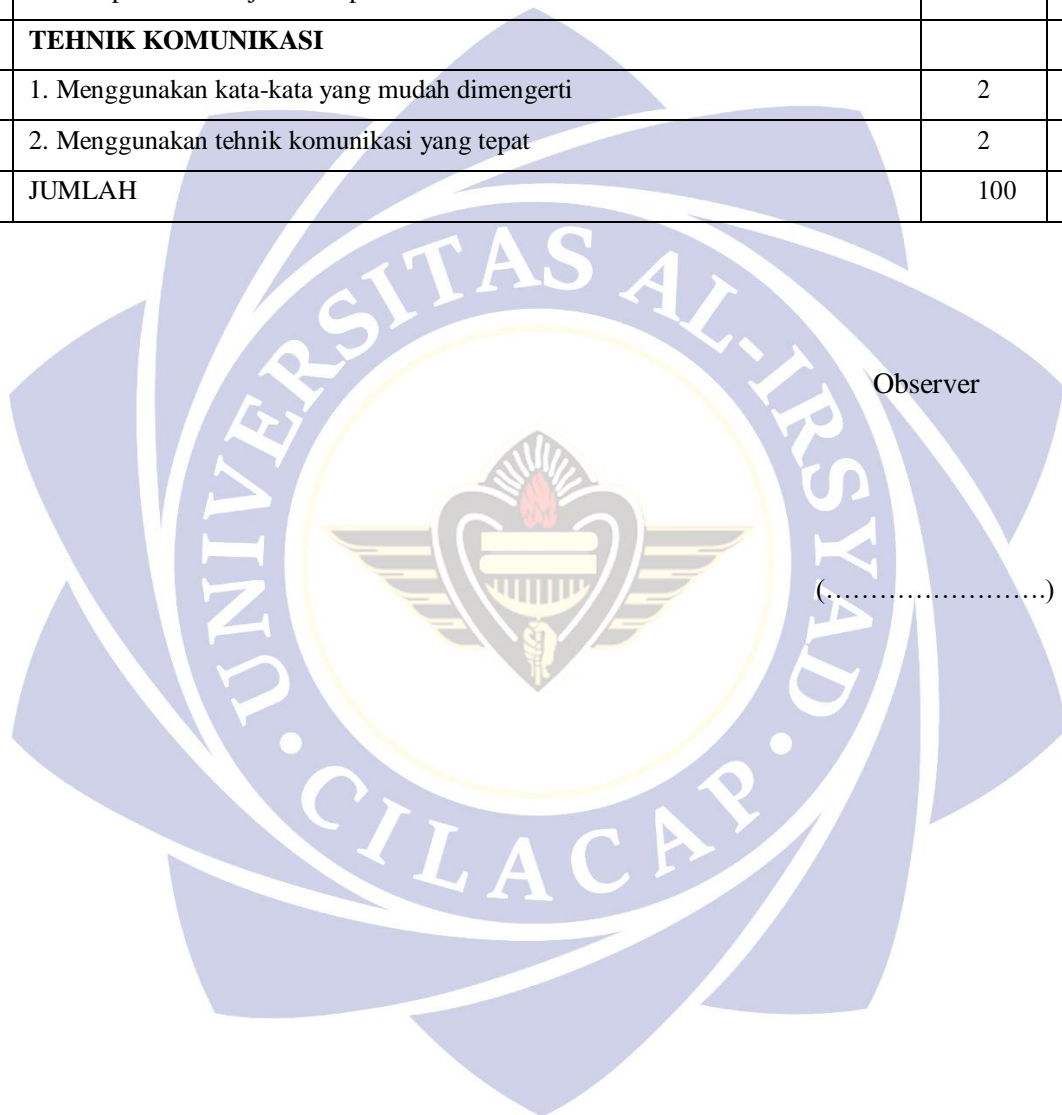 TEHNIK KOMUNIKASI
1. Menggunakan kata-kata yang mudah dimengerti 2
2. Menggunakan tehnik komunikasi yang tepat 2
JUMLAH 100
UNIVERSITAS AL-IRSYAD
Observer
(……………………..)
• CILACAP •